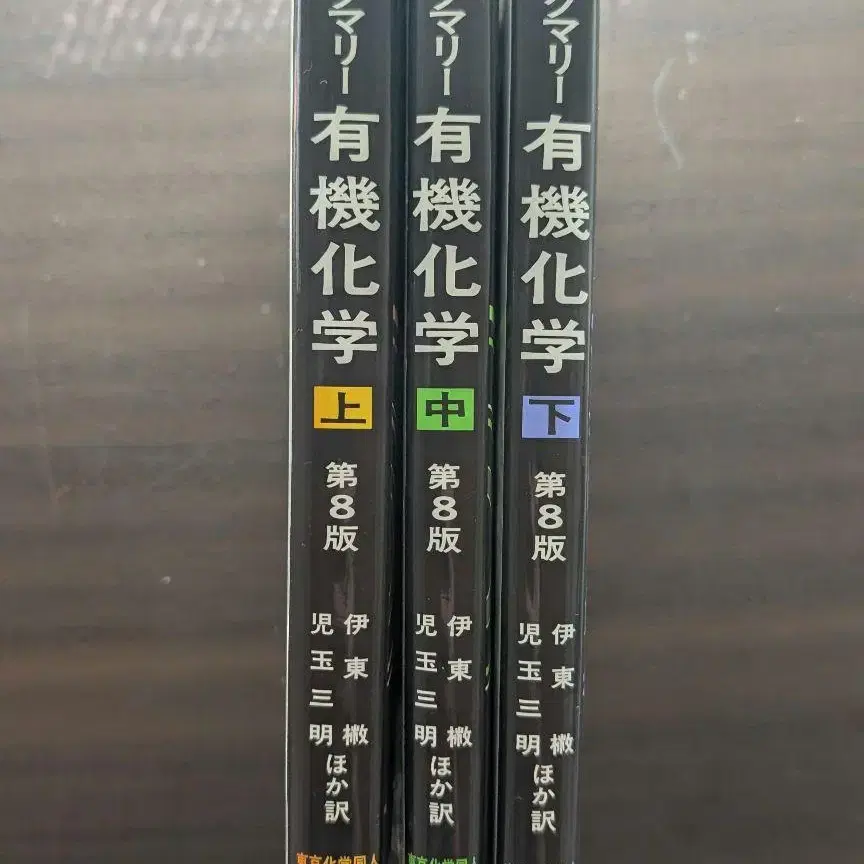 クマリー有機化学
上
第8版
伊東 椒
児玉三明
ほか訳
マリー有機化学
中
第8版
伊東 椒
児玉三明
ほか訳
クマリー有機化学
下
第8版
伊東 椒
児玉三明
ほか訳